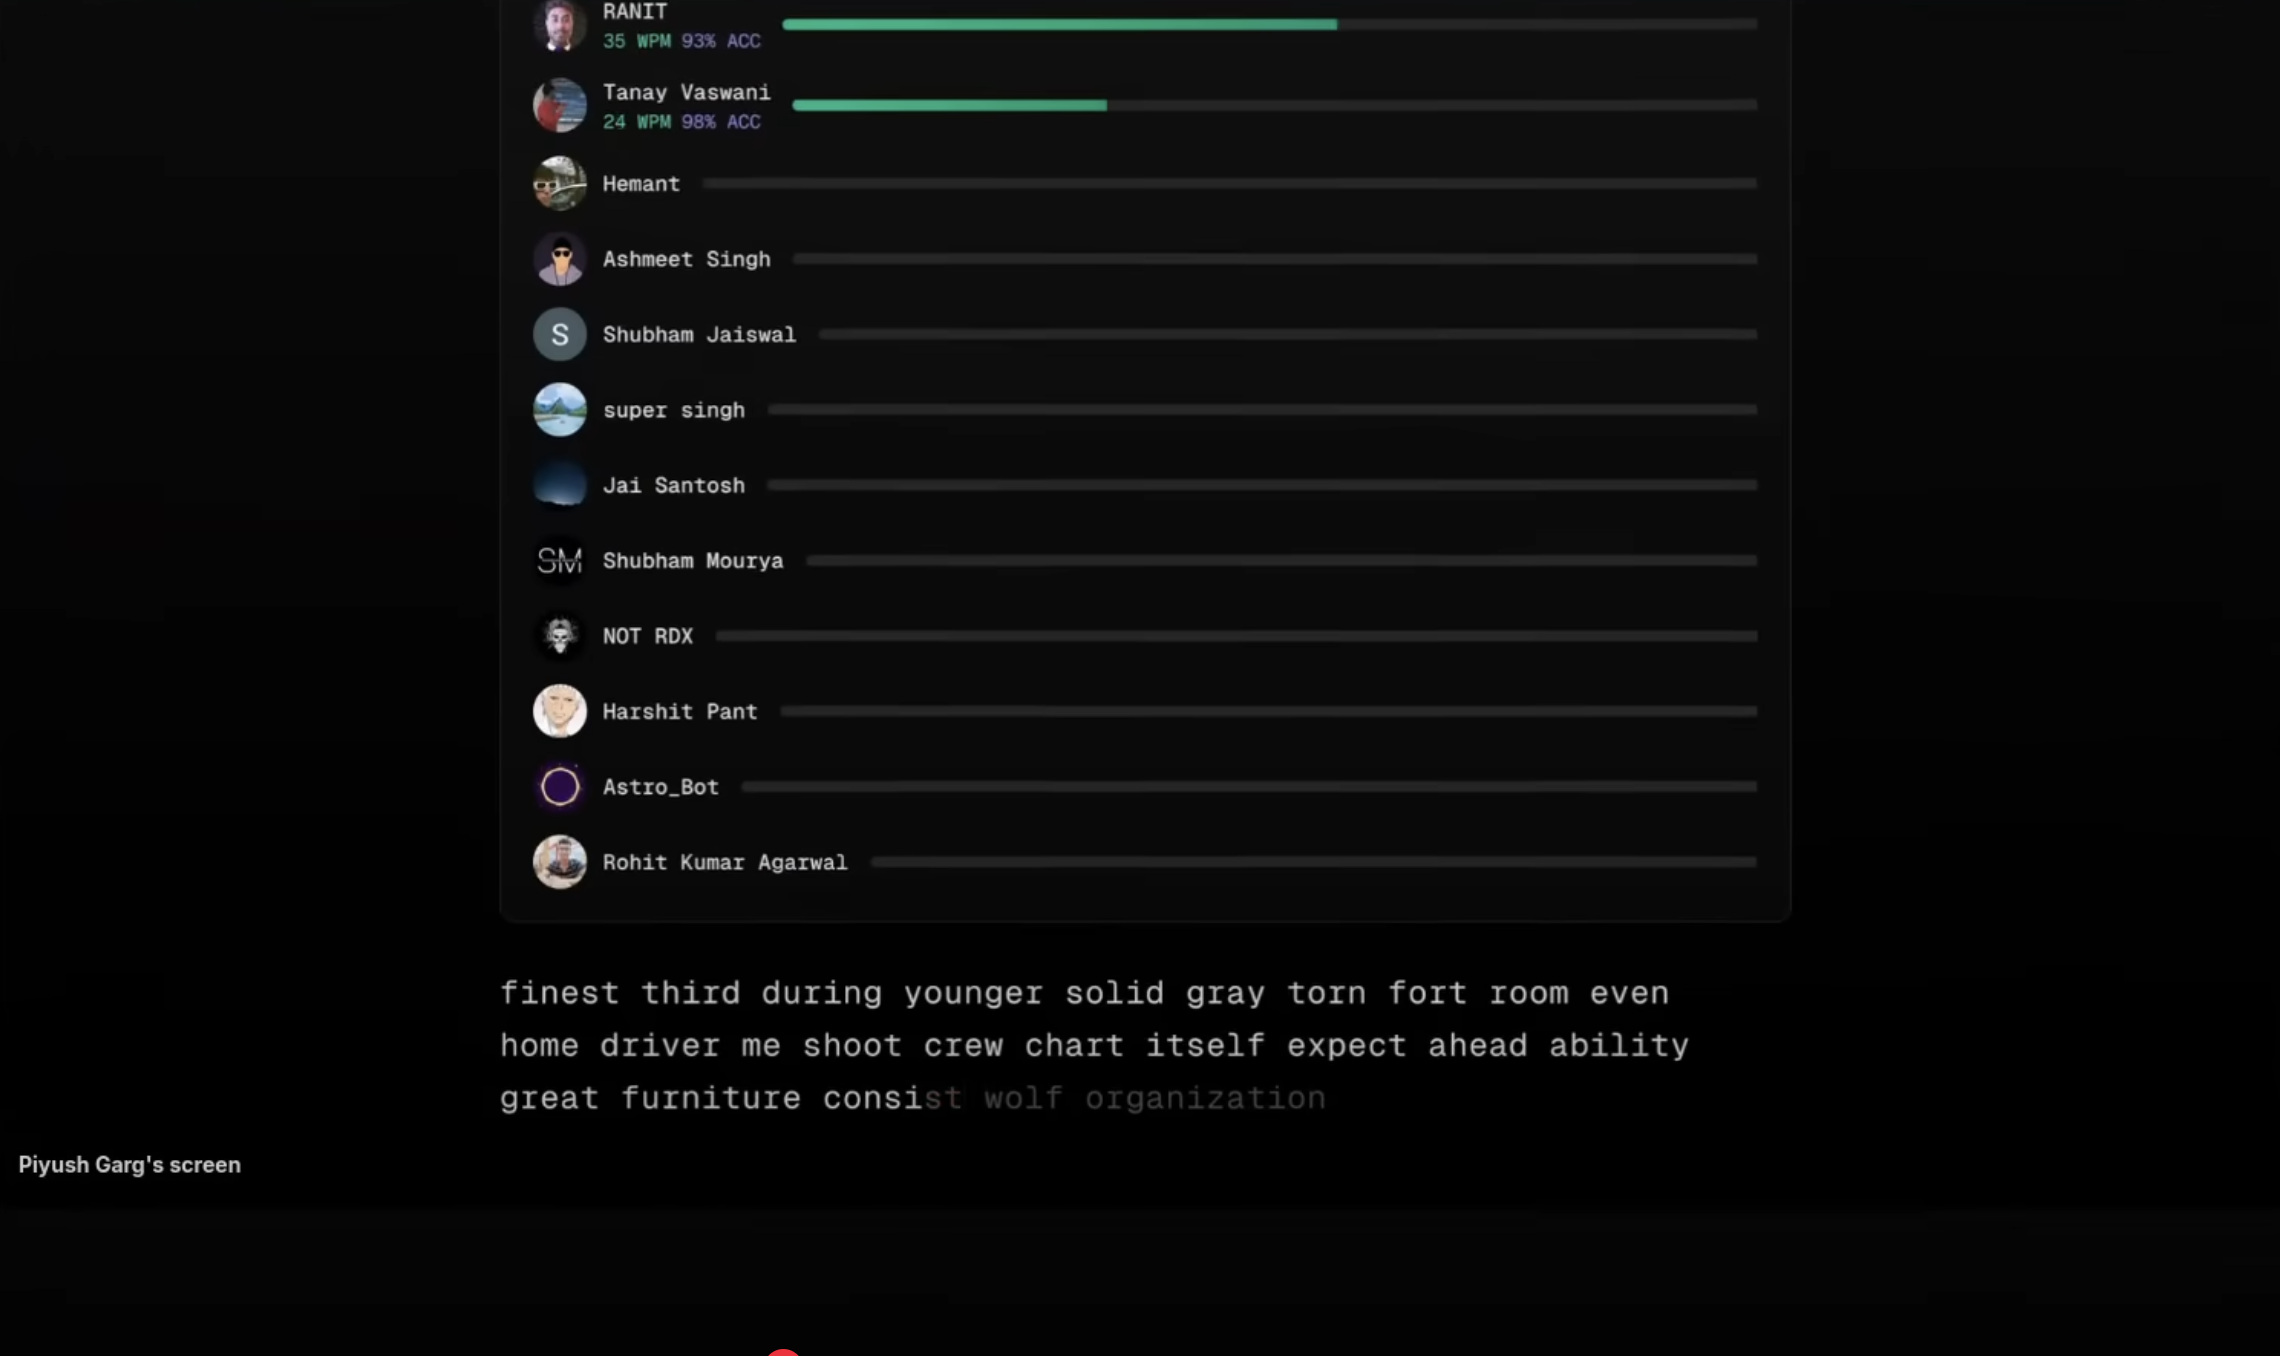 RANIT
35 WPM 93% ACC
Tanay Vaswani
24 WPM 98% ACC
Hemant
Ashmeet Singh
S
Shubham Jaiswal
super singh
Jai Santosh
SM
Shubham Mourya
NOT RDX
Harshit Pant
Astro_Bot
Rohit Kumar Agarwal
finest third during younger solid gray torn fort room even
home driver me shoot crew chart itself expect ahead ability
great furniture consist wolf organization
Piyush Garg's screen